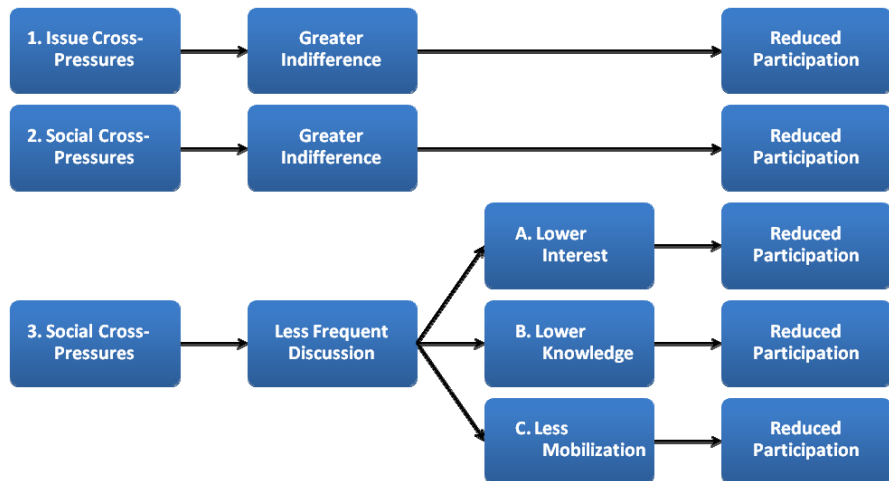 1. Issue Cross-
Pressures
Greater
Indifference
Reduced
Participation
2. Social Cross-
Pressures
Greater
Indifference
Reduced
Participation
A. Lower
Interest
Reduced
Participation
3. Social Cross-
Pressures
Less Frequent
Discussion
B. Lower
Knowledge
Reduced
Participation
C. Less
Mobilization
Reduced
Participation